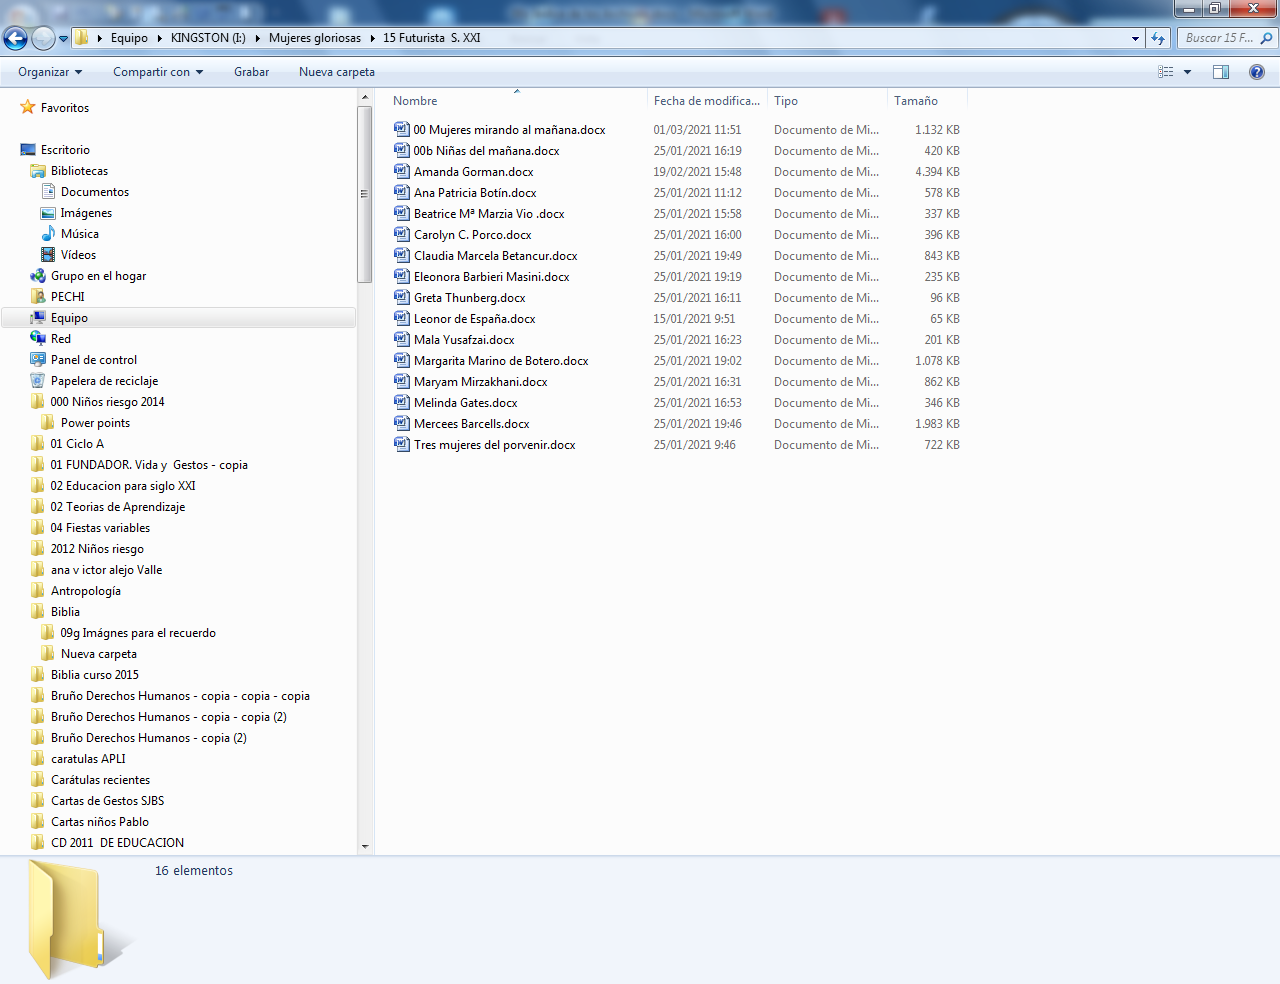 Equipo ▸ KINGSTON (I:) ▸ Mujeres gloriosas ▸ 15 Futurista S. XXI
Buscar 15 F...
Organizar Compartir con Grabar Nueva carpeta
Favoritos
Escritorio
Bibliotecas
Documentos
Imágenes
Música
Vídeos
Grupo en el hogar
PECHI
Equipo
Red
Panel de control
Papelera de reciclaje
000 Niños riesgo 2014
Power points
01 Ciclo A
01 FUNDADOR. Vida y Gestos - copia
02 Educacion para siglo XXI
02 Teorias de Aprendizaje
04 Fiestas variables
2012 Niños riesgo
ana v ictor alejo Valle
Antropología
Biblia
09g Imágnes para el recuerdo
Nueva carpeta
Biblia curso 2015
Bruño Derechos Humanos - copia - copia - copia
Bruño Derechos Humanos - copia - copia (2)
Bruño Derechos Humanos - copia (2)
caratulas APLI
Carátulas recientes
Cartas de Gestos SJBS
Cartas niños Pablo
CD 2011 DE EDUCACION
Nombre Fecha de modifica... Tipo Tamaño
00 Mujeres mirando al mañana.docx 01/03/2021 11:51 Documento de Mi... 1.132 KB
00b Niñas del mañana.docx 25/01/2021 16:19 Documento de Mi... 420 KB
Amanda Gorman.docx 19/02/2021 15:48 Documento de Mi... 4.394 KB
Ana Patricia Botín.docx 25/01/2021 11:12 Documento de Mi... 578 KB
Beatrice Mª Marzia Vio .docx 25/01/2021 15:58 Documento de Mi... 337 KB
Carolyn C. Porco.docx 25/01/2021 16:00 Documento de Mi... 396 KB
Claudia Marcela Betancur.docx 25/01/2021 19:49 Documento de Mi... 843 KB
Eleonora Barbieri Masini.docx 25/01/2021 19:19 Documento de Mi... 235 KB
Greta Thunberg.docx 25/01/2021 16:11 Documento de Mi... 96 KB
Leonor de España.docx 15/01/2021 9:51 Documento de Mi... 65 KB
Mala Yusafzai.docx 25/01/2021 16:23 Documento de Mi... 201 KB
Margarita Marino de Botero.docx 25/01/2021 19:02 Documento de Mi... 1.078 KB
Maryam Mirzakhani.docx 25/01/2021 16:31 Documento de Mi... 862 KB
Melinda Gates.docx 25/01/2021 16:53 Documento de Mi... 346 KB
Mercees Barcells.docx 25/01/2021 19:46 Documento de Mi... 1.983 KB
Tres mujeres del porvenir.docx 25/01/2021 9:46 Documento de Mi... 722 KB
16 elementos